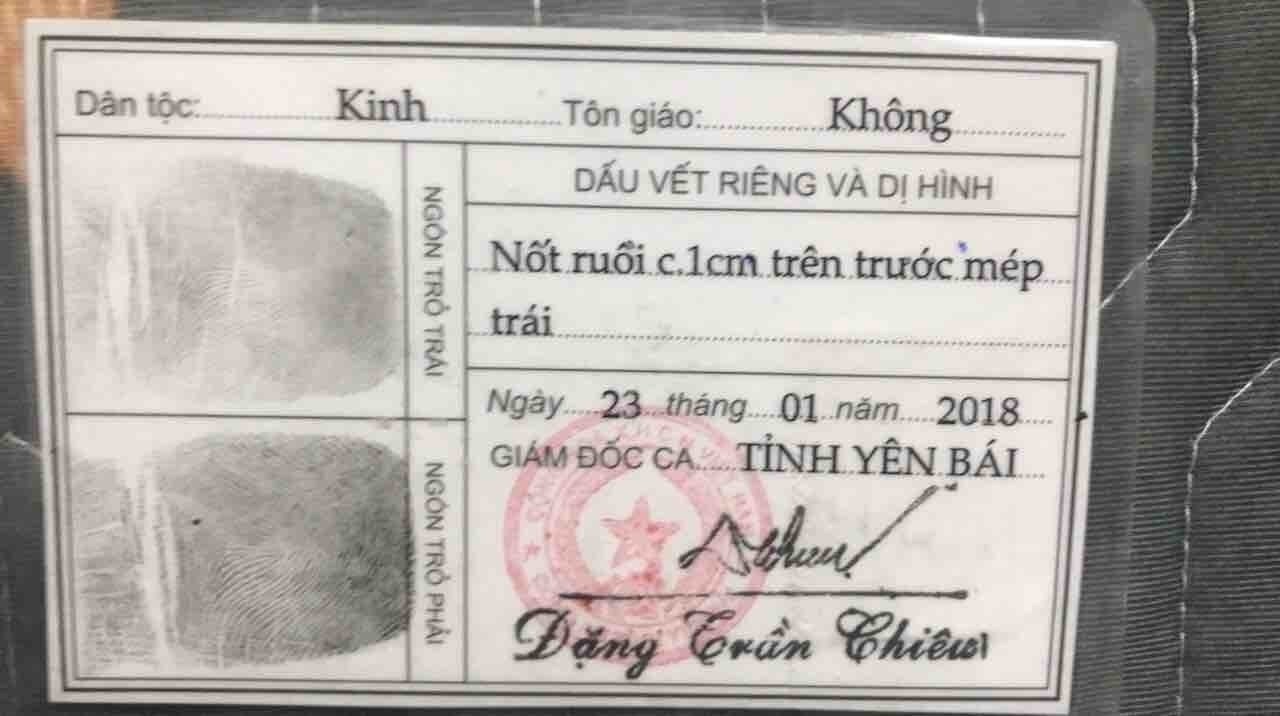 Dân tộc: Kinh Tôn giáo: Không
NGÓN TRỎ TRÁI
DẤU VẾT RIÊNG VÀ DỊ HÌNH
Nốt ruồi c.1cm trên trước mép
trái
NGÓN TRỎ PHẢI
Ngày 23 tháng 01 năm 2018
GIÁM ĐỐC CA TỈNH YÊN BÁI
Đặng Trần Chiêu